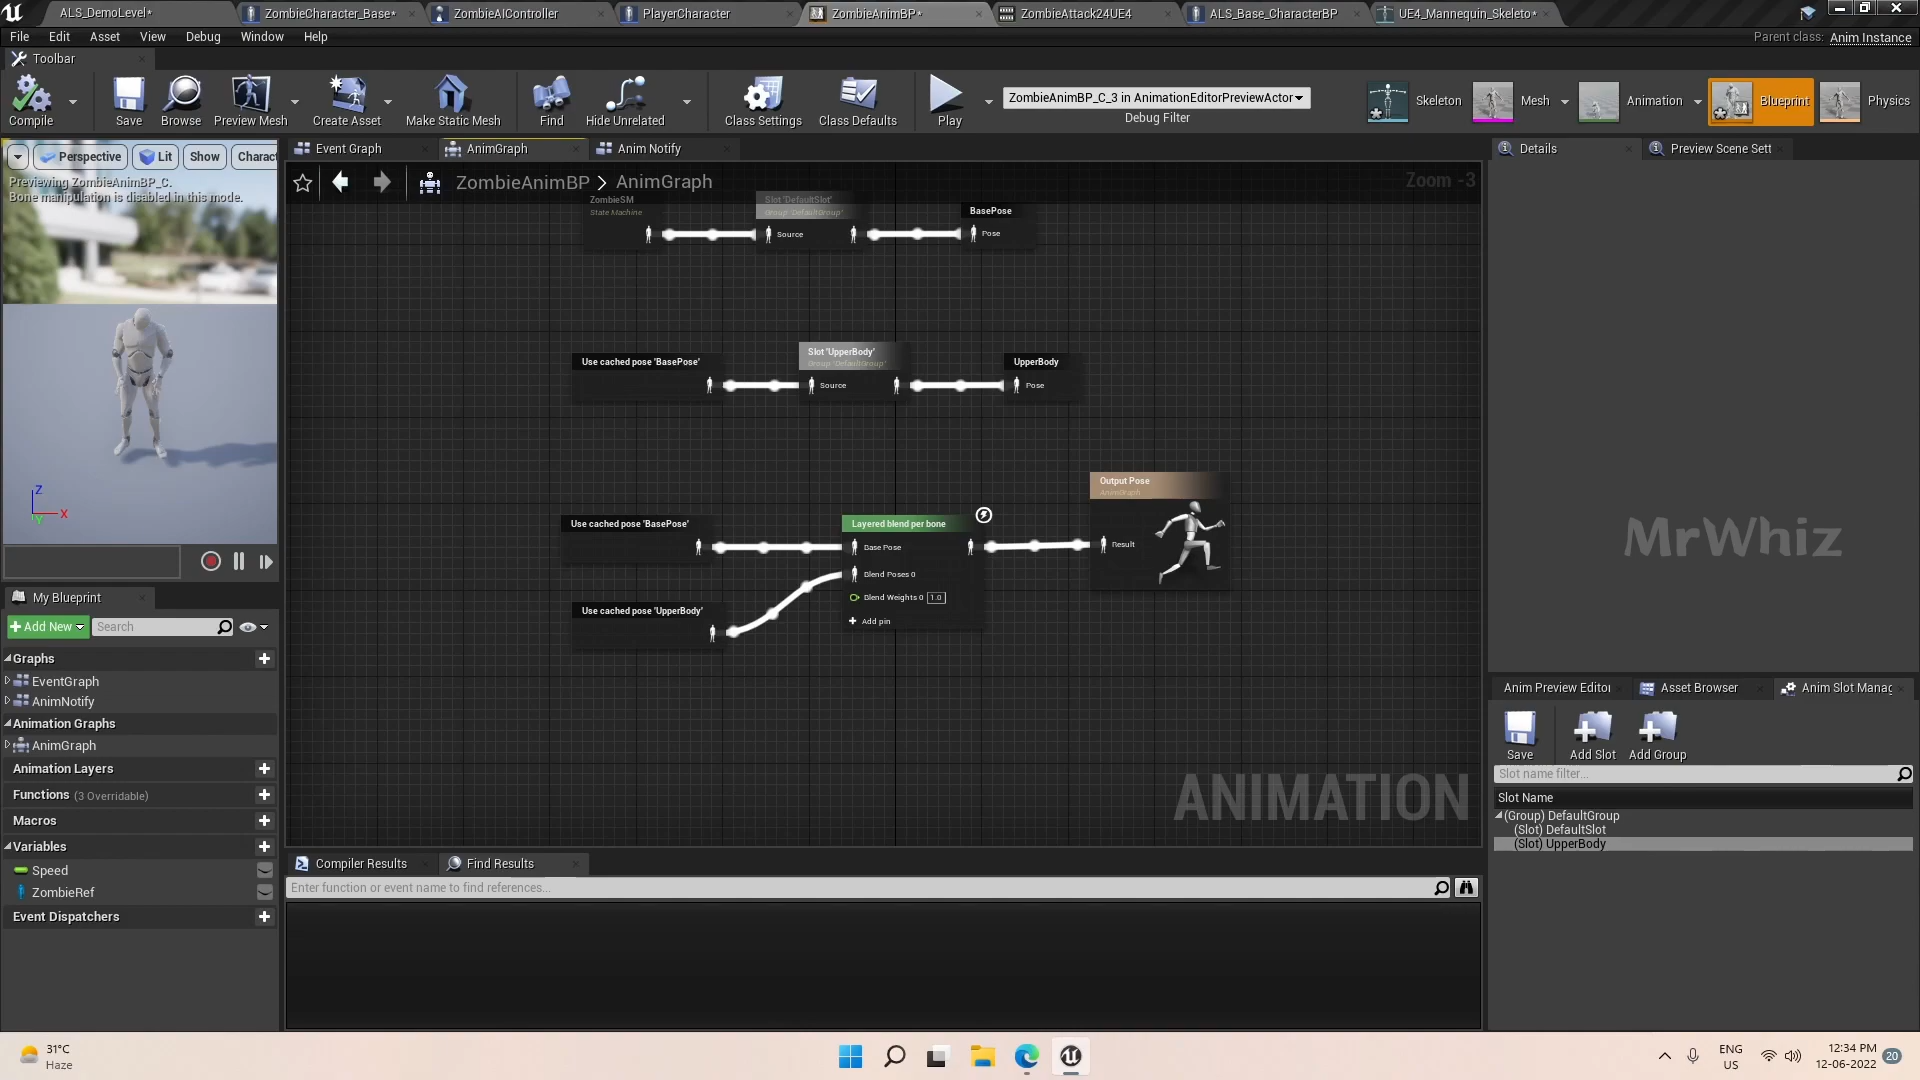 ALS_DemoLevel*
ZombieCharacter_Base*
ZombieAIController
PlayerCharacter
ZombieAnimBP*
ZombieAttack24UE4
ALS_Base_CharacterBP
UE4_Mannequin_Skeleto*
File Edit Asset View Debug Window Help
Parent class: Anim Instance
Toolbar
Compile
Save
Browse
Preview Mesh
Create Asset
Make Static Mesh
Find
Hide Unrelated
Class Settings
Class Defaults
Play
ZombieAnimBP_C_3 in AnimationEditorPreviewActor
Debug Filter
Skeleton
Mesh
Animation
Blueprint
Physics
Perspective
Lit
Show
Charact
Previewing ZombieAnimBP_C.
Bone manipulation is disabled in this mode.
Z
X
Y
Event Graph
AnimGraph
Anim Notify
ZombieAnimBP > AnimGraph
Zoom -3
ZombieSM
State Machine
Slot 'DefaultSlot'
Group 'DefaultGroup'
Source
BasePose
Pose
Use cached pose 'BasePose'
Slot 'UpperBody'
Group 'DefaultGroup'
Source
UpperBody
Pose
Use cached pose 'BasePose'
Use cached pose 'UpperBody'
Layered blend per bone
Base Pose
Blend Poses 0
Blend Weights 0 1.0
Add pin
Output Pose
AnimGraph
Result
ANIMATION
My Blueprint
Add New
Search
Graphs
EventGraph
AnimNotify
Animation Graphs
AnimGraph
Animation Layers
Functions (3 Overridable)
Macros
Variables
Speed
ZombieRef
Event Dispatchers
Compiler Results
Find Results
Enter function or event name to find references...
Details
Preview Scene Sett
MrWhiz
Anim Preview Editor
Asset Browser
Anim Slot Manag
Save
Add Slot
Add Group
Slot name filter...
Slot Name
(Group) DefaultGroup
(Slot) DefaultSlot
(Slot) UpperBody
31°C
Haze
ENG
US
12:34 PM
12-06-2022
20